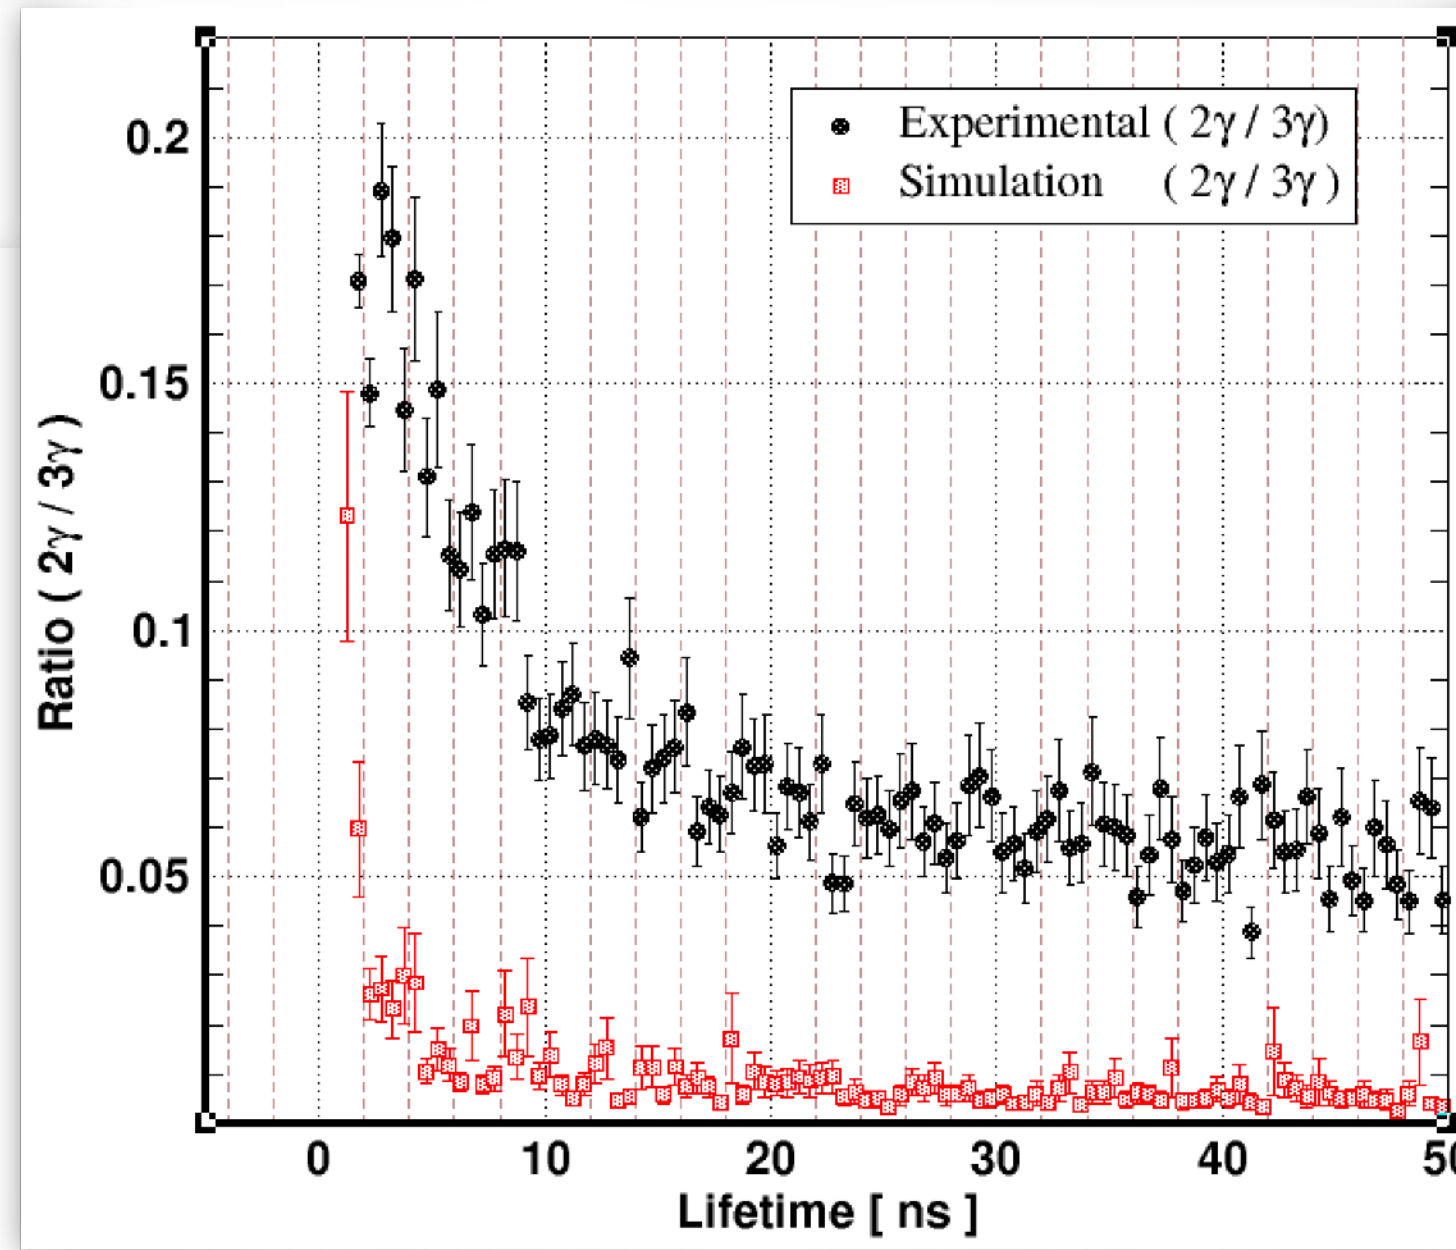 Experimental ( 2γ / 3γ)
Simulation ( 2γ / 3γ )
0.2
0.15
0.1
0.05
Ratio ( 2γ / 3γ )
0 10 20 30 40 50
Lifetime [ ns ]